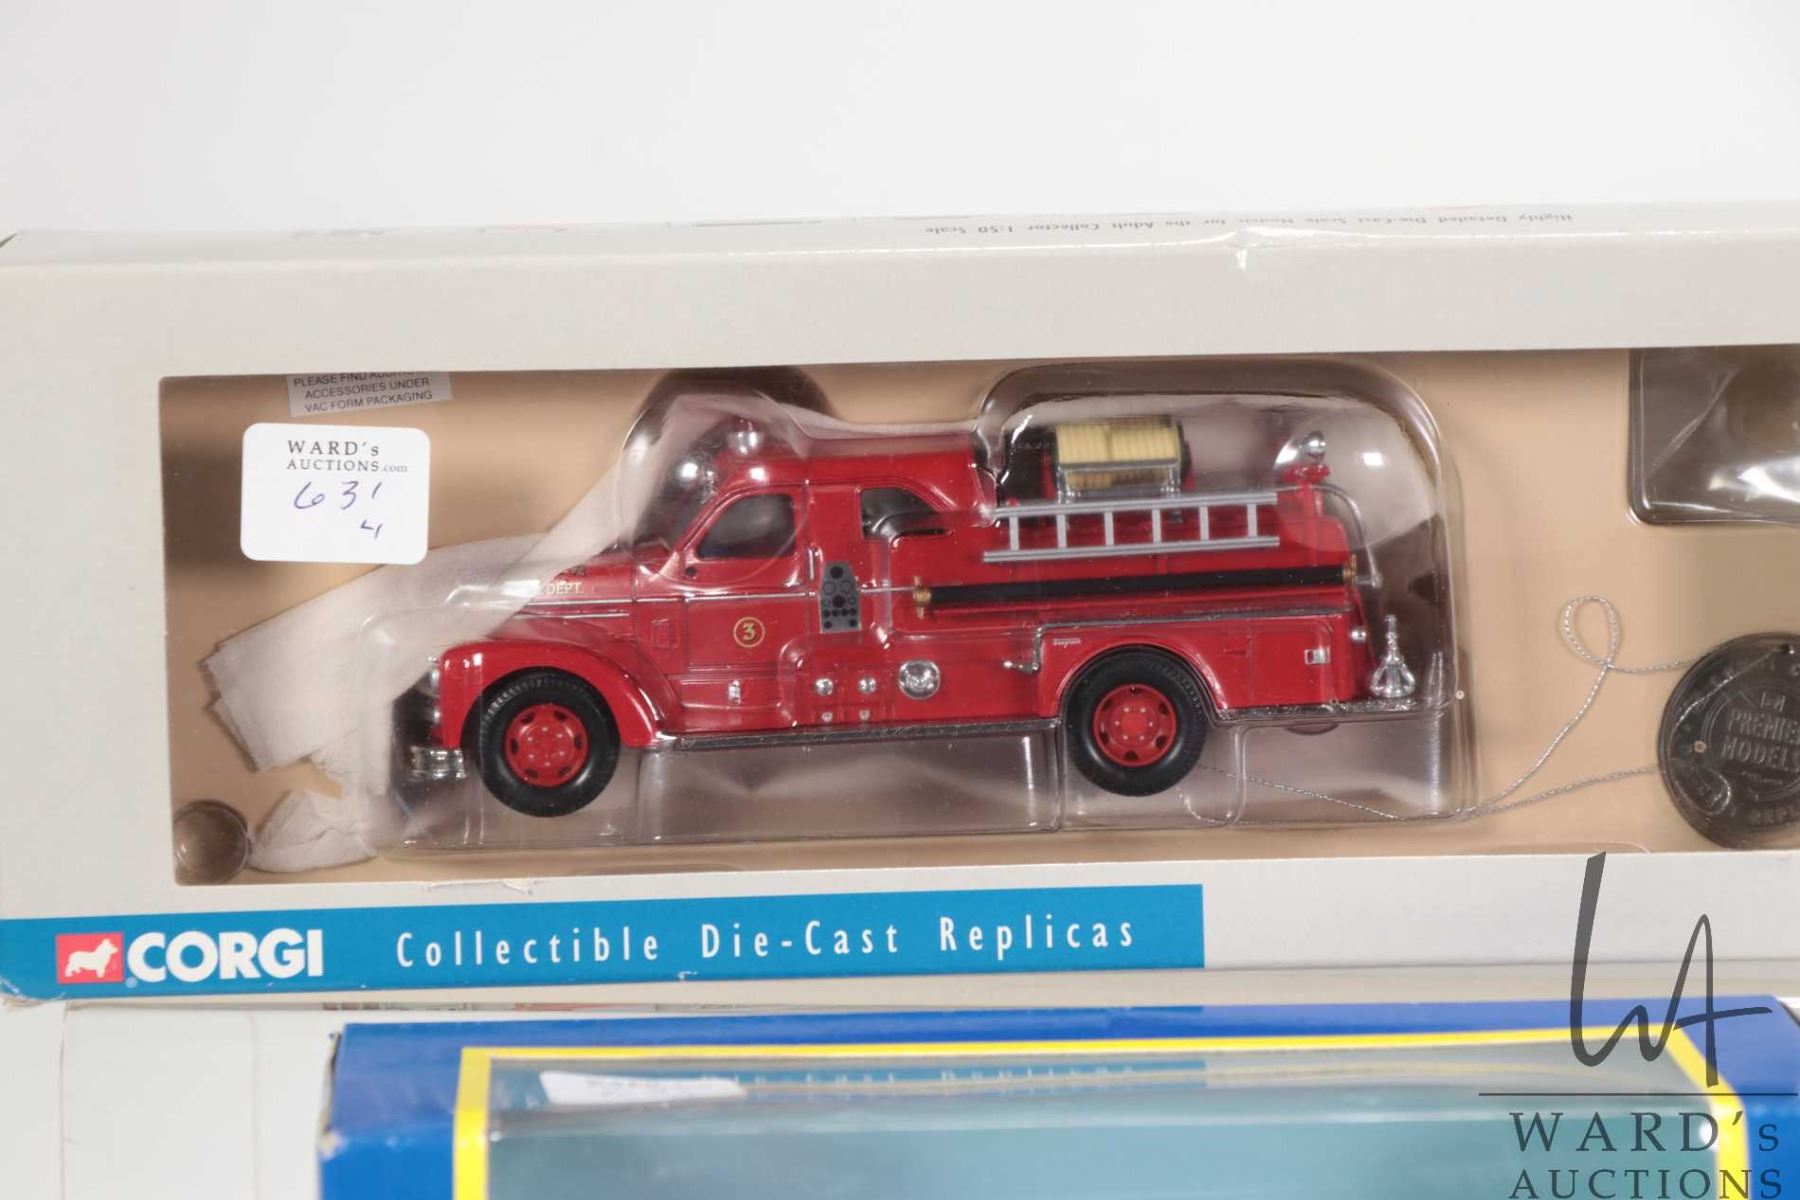 Highly Detailed Die-Cast Scale Models for the Adult Collector 1:50 Scale
PLEASE FIND
ACCESSORIES UNDER
VAC FORM PACKAGING
WARD's
AUCTIONS.com
631
4
DEPT.
3
PREMIER
MODELS
CORGI® Collectible Die-Cast Replicas
WARD's
AUCTIONS